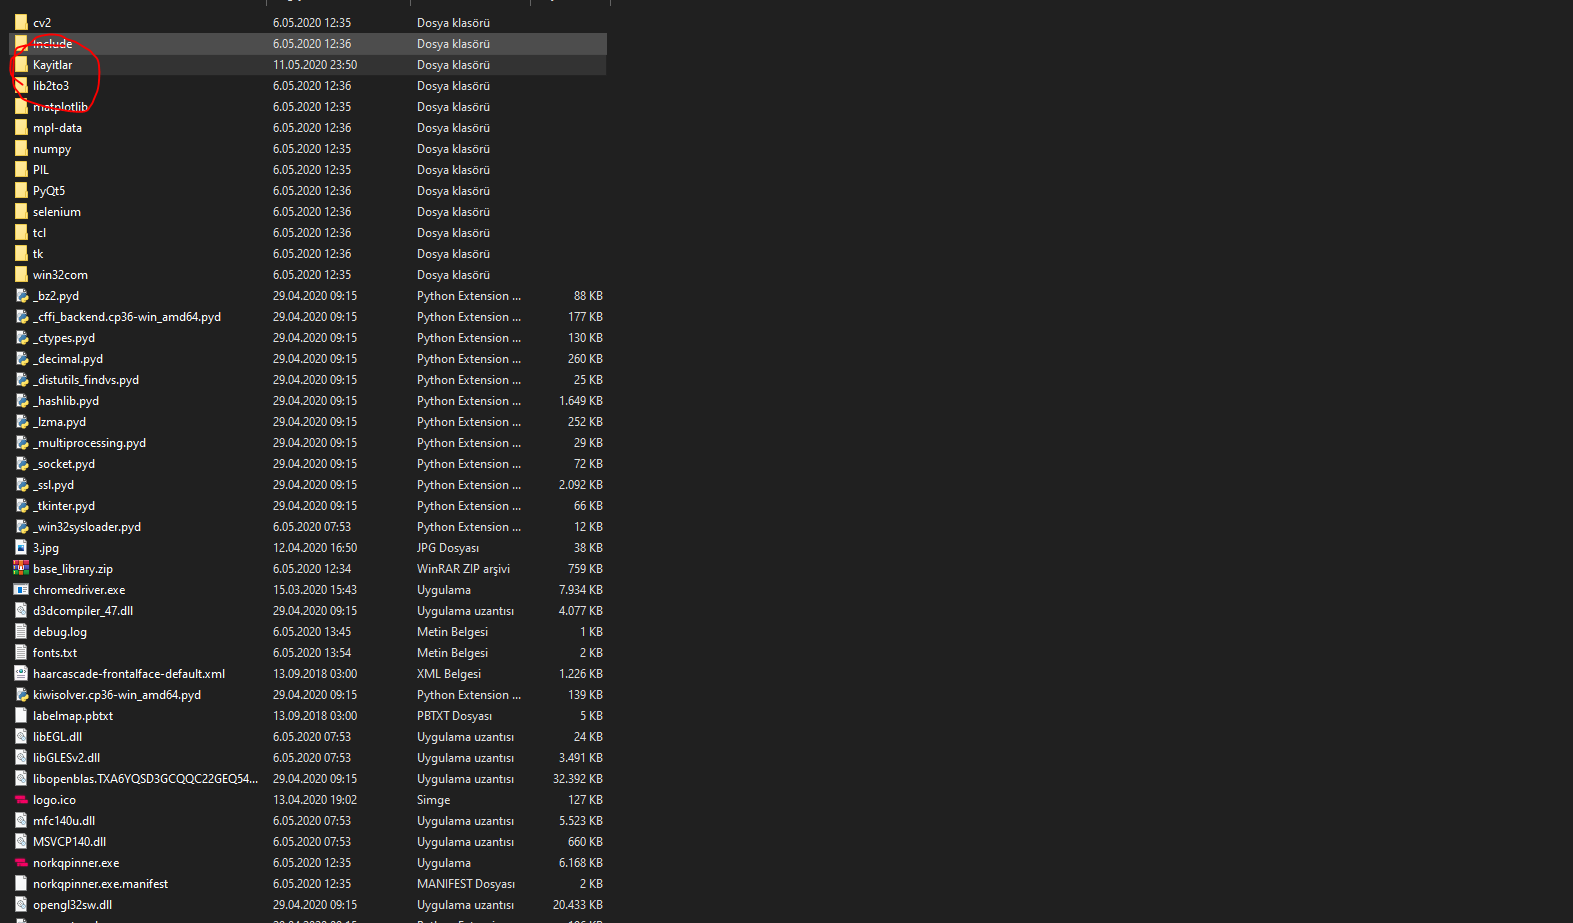 cv2 6.05.2020 12:35 Dosya klasörü
Include 6.05.2020 12:36 Dosya klasörü
Kayitlar 11.05.2020 23:50 Dosya klasörü
lib2to3 6.05.2020 12:36 Dosya klasörü
matplotlib 6.05.2020 12:35 Dosya klasörü
mpl-data 6.05.2020 12:36 Dosya klasörü
numpy 6.05.2020 12:35 Dosya klasörü
PIL 6.05.2020 12:35 Dosya klasörü
PyQt5 6.05.2020 12:36 Dosya klasörü
selenium 6.05.2020 12:36 Dosya klasörü
tcl 6.05.2020 12:36 Dosya klasörü
tk 6.05.2020 12:36 Dosya klasörü
win32com 6.05.2020 12:35 Dosya klasörü
_bz2.pyd 29.04.2020 09:15 Python Extension ... 88 KB
_cffi_backend.cp36-win_amd64.pyd 29.04.2020 09:15 Python Extension ... 177 KB
_ctypes.pyd 29.04.2020 09:15 Python Extension ... 130 KB
_decimal.pyd 29.04.2020 09:15 Python Extension ... 260 KB
_distutils_findvs.pyd 29.04.2020 09:15 Python Extension ... 25 KB
_hashlib.pyd 29.04.2020 09:15 Python Extension ... 1.649 KB
_lzma.pyd 29.04.2020 09:15 Python Extension ... 252 KB
_multiprocessing.pyd 29.04.2020 09:15 Python Extension ... 29 KB
_socket.pyd 29.04.2020 09:15 Python Extension ... 72 KB
_ssl.pyd 29.04.2020 09:15 Python Extension ... 2.092 KB
_tkinter.pyd 29.04.2020 09:15 Python Extension ... 66 KB
_win32sysloader.pyd 6.05.2020 07:53 Python Extension ... 12 KB
3.jpg 12.04.2020 16:50 JPG Dosyası 38 KB
base_library.zip 6.05.2020 12:34 WinRAR ZIP arşivi 759 KB
chromedriver.exe 15.03.2020 15:43 Uygulama 7.934 KB
d3dcompiler_47.dll 29.04.2020 09:15 Uygulama uzantısı 4.077 KB
debug.log 6.05.2020 13:45 Metin Belgesi 1 KB
fonts.txt 6.05.2020 13:54 Metin Belgesi 2 KB
haarcascade-frontalface-default.xml 13.09.2018 03:00 XML Belgesi 1.226 KB
kiwisolver.cp36-win_amd64.pyd 29.04.2020 09:15 Python Extension ... 139 KB
labelmap.pbtxt 13.09.2018 03:00 PBTXT Dosyası 5 KB
libEGL.dll 6.05.2020 07:53 Uygulama uzantısı 24 KB
libGLESv2.dll 6.05.2020 07:53 Uygulama uzantısı 3.491 KB
libopenblas.TXA6YQSD3GCQQC22GEQ54... 29.04.2020 09:15 Uygulama uzantısı 32.392 KB
logo.ico 13.04.2020 19:02 Simge 127 KB
mfc140u.dll 6.05.2020 07:53 Uygulama uzantısı 5.523 KB
MSVCP140.dll 6.05.2020 07:53 Uygulama uzantısı 660 KB
norkqpinner.exe 6.05.2020 12:35 Uygulama 6.168 KB
norkqpinner.exe.manifest 6.05.2020 12:35 MANIFEST Dosyası 2 KB
opengl32sw.dll 29.04.2020 09:15 Uygulama uzantısı 20.433 KB